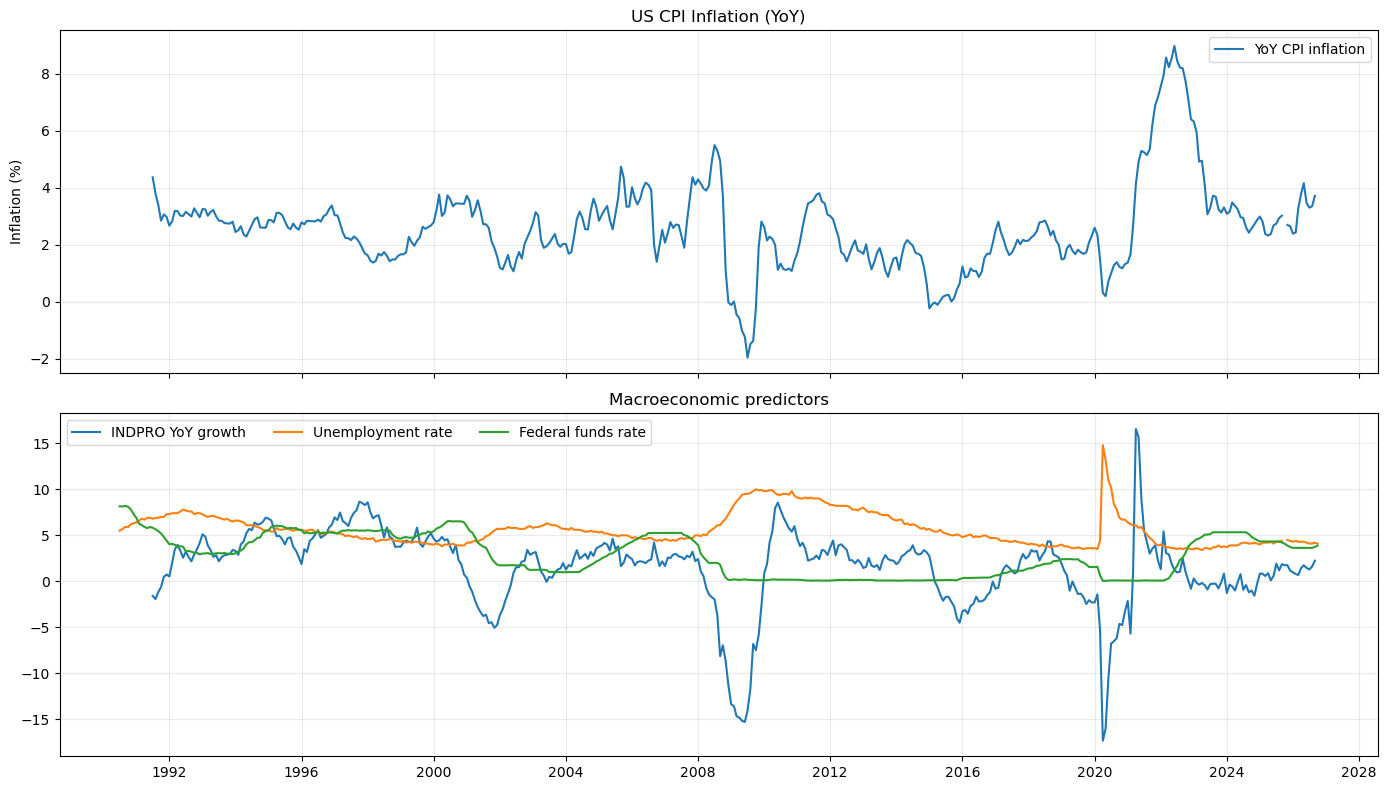 US CPI Inflation (YoY)
YoY CPI inflation
Inflation (%)
8
6
4
2
0
−2
Macroeconomic predictors
INDPRO YoY growth Unemployment rate Federal funds rate
15
10
5
0
−5
−10
−15
1992 1996 2000 2004 2008 2012 2016 2020 2024 2028